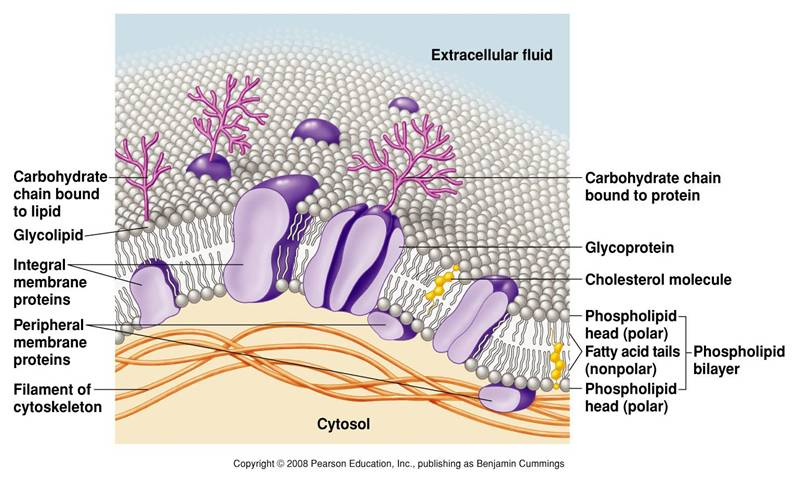 Extracellular fluid
Carbohydrate
chain bound
to lipid
Glycolipid
Integral
membrane
proteins
Peripheral
membrane
proteins
Filament of
cytoskeleton
Cytosol
Carbohydrate chain
bound to protein
Glycoprotein
Cholesterol molecule
Phospholipid
head (polar)
Fatty acid tails
(nonpolar)
Phospholipid
head (polar)
Phospholipid
bilayer
Copyright © 2008 Pearson Education, Inc., publishing as Benjamin Cummings